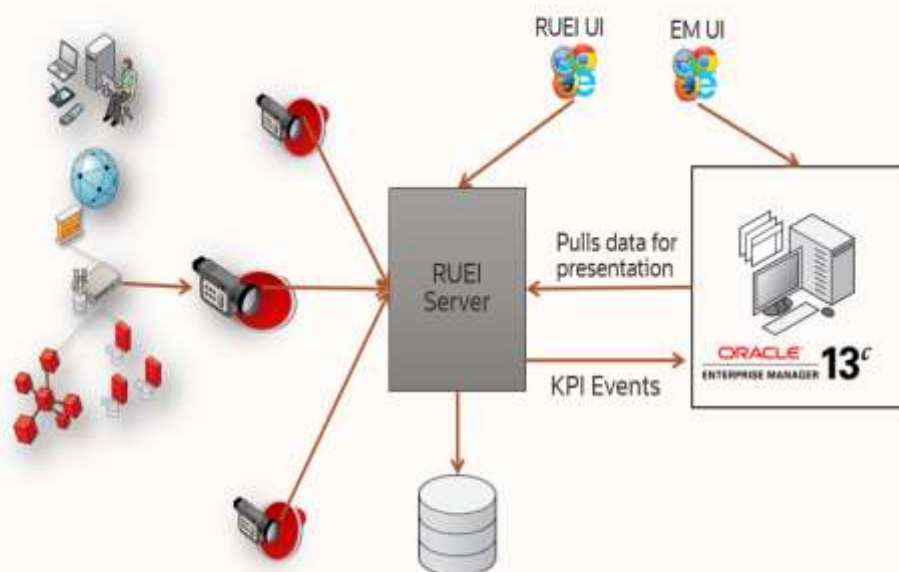 RUEI UI
EM UI
RUEI
Server
Pulls data for
presentation
KPI Events
ORACLE
ENTERPRISE MANAGER 13c